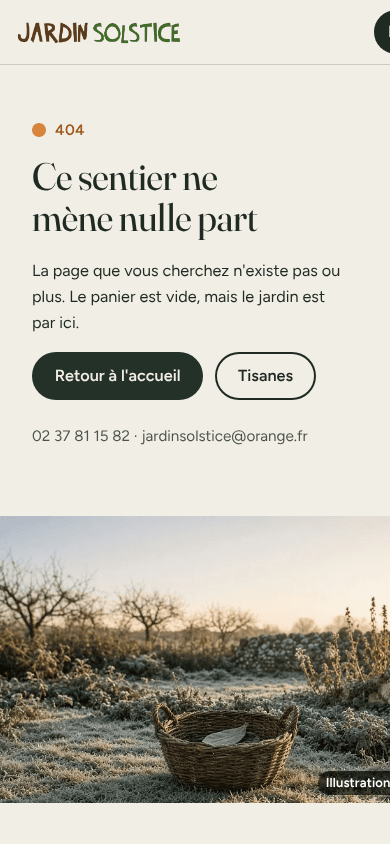 JARDIN SOLSTICE
404
Ce sentier ne
mène nulle part
La page que vous cherchez n'existe pas ou
plus. Le panier est vide, mais le jardin est
par ici.
Retour à l'accueil
Tisanes
02 37 81 15 82 · jardinsolstice@orange.fr
Illustration